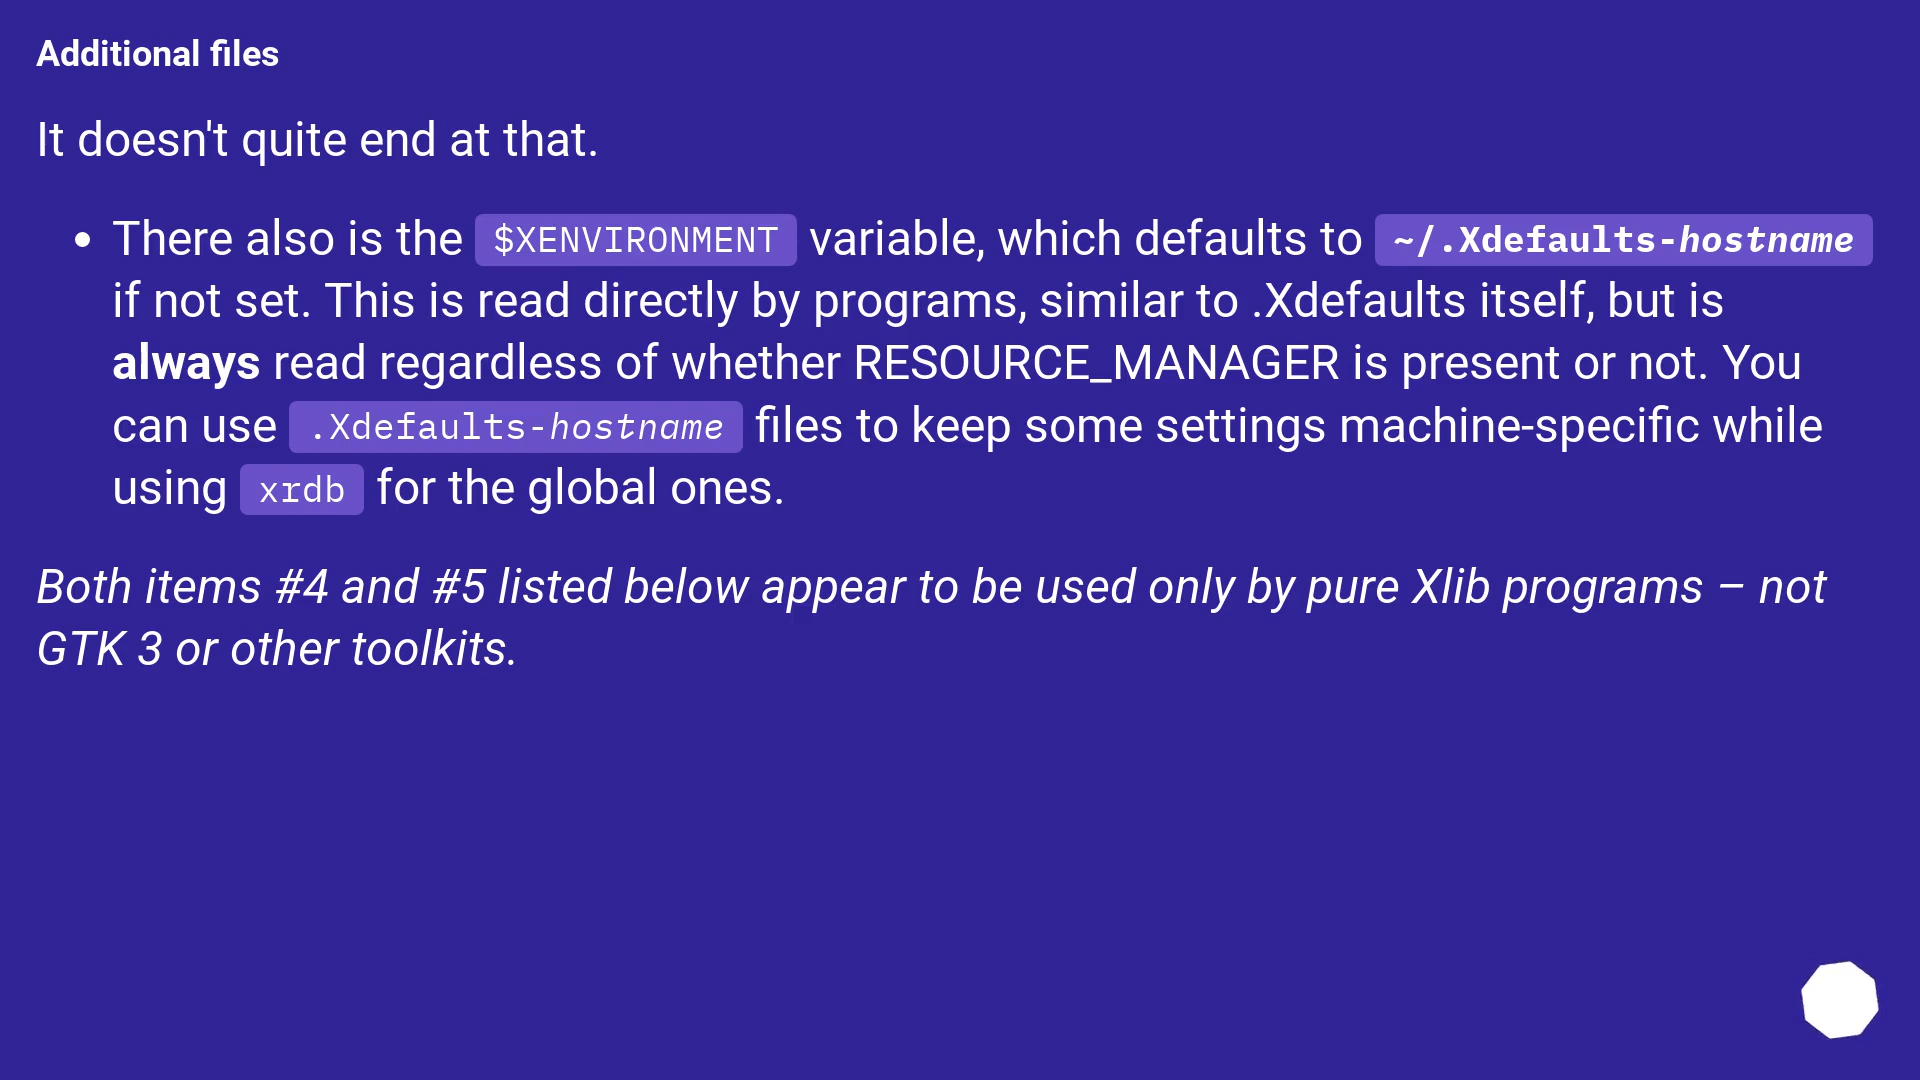 Additional files
It doesn't quite end at that.
• There also is the $XENVIRONMENT variable, which defaults to ~/.Xdefaults-hostname
if not set. This is read directly by programs, similar to .Xdefaults itself, but is
always read regardless of whether RESOURCE_MANAGER is present or not. You
can use .Xdefaults-hostname files to keep some settings machine-specific while
using xrdb for the global ones.
Both items #4 and #5 listed below appear to be used only by pure Xlib programs – not
GTK 3 or other toolkits.